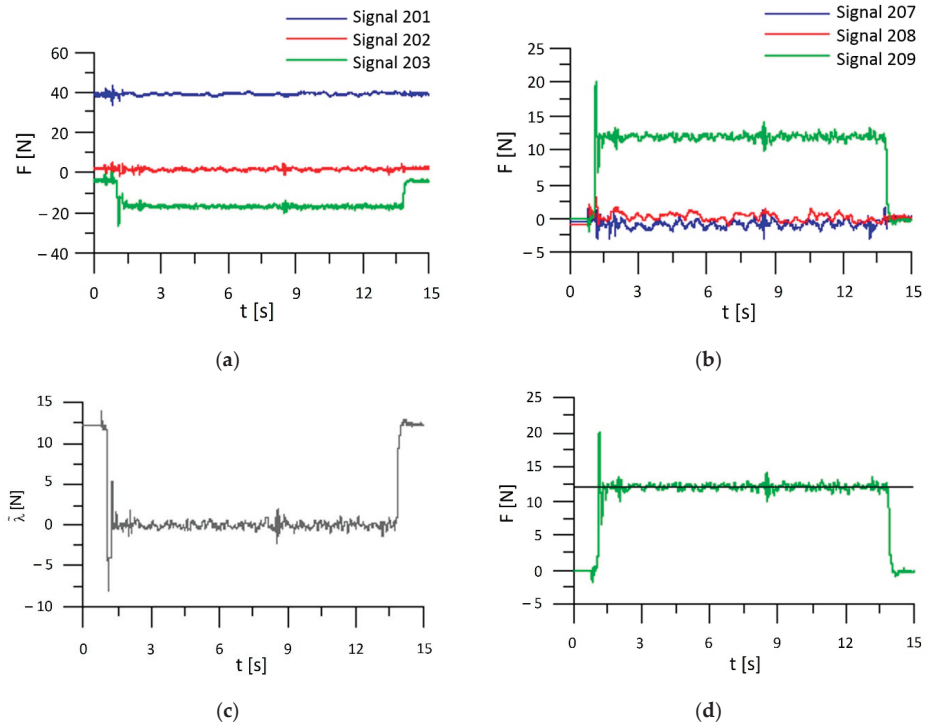 Signal 201
Signal 202
Signal 203
60
40
20
0
– 20
– 40
F [N]
0 3 6 9 12 15
t [s]
(a)
Signal 207
Signal 208
Signal 209
25
20
15
10
5
0
– 5
F [N]
0 3 6 9 12 15
t [s]
(b)
15
10
5
0
– 5
– 10
λ̃ [N]
0 3 6 9 12 15
t [s]
(c)
25
20
15
10
5
0
– 5
F [N]
0 3 6 9 12 15
t [s]
(d)